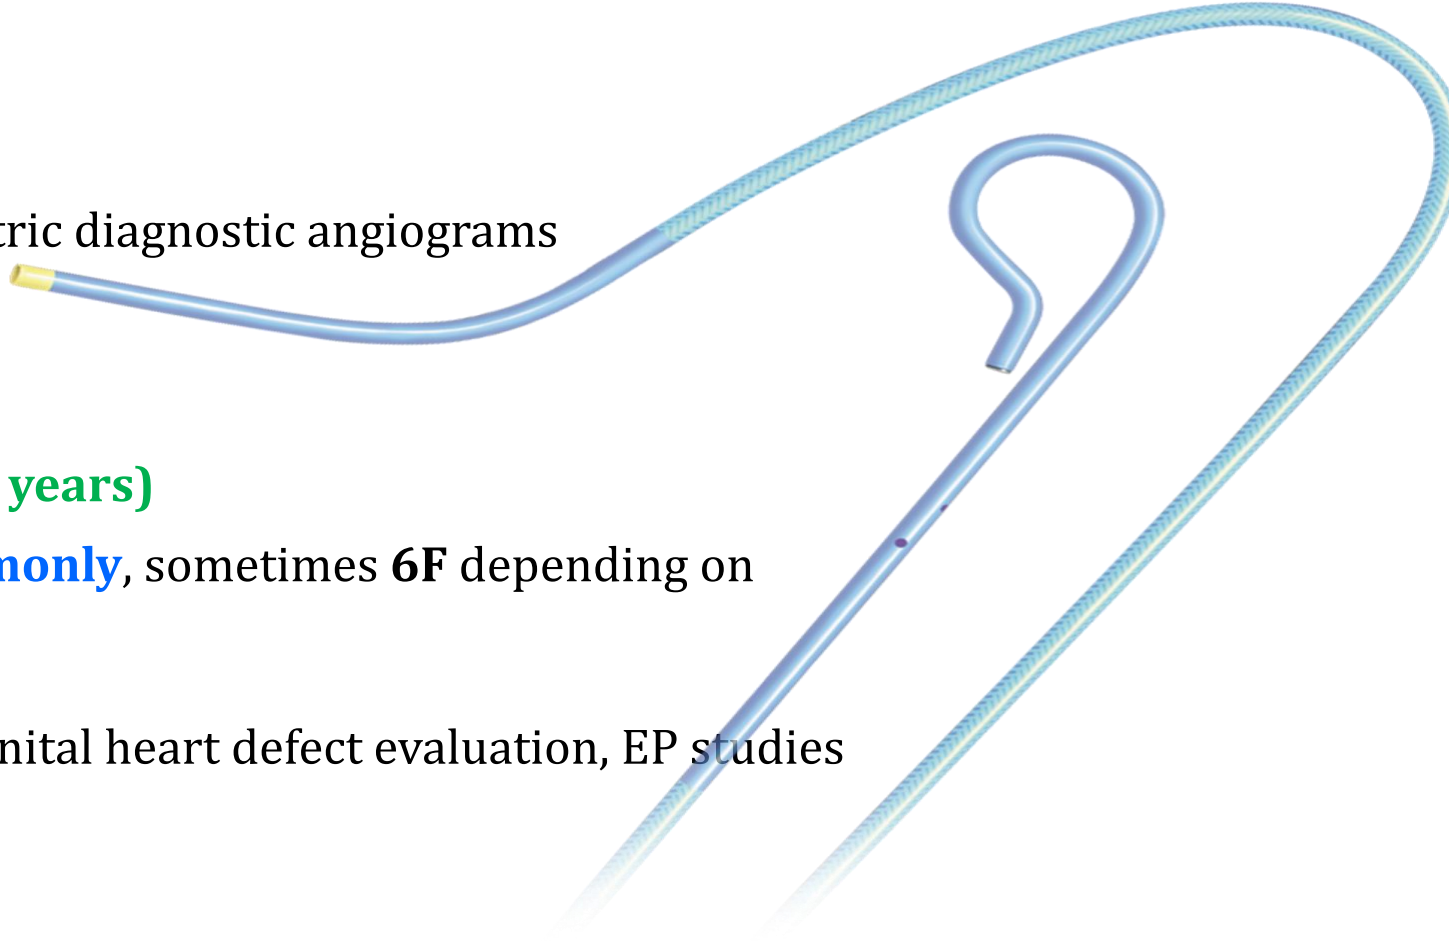 tric diagnostic angiograms
years)
monly, sometimes 6F depending on
nital heart defect evaluation, EP studies